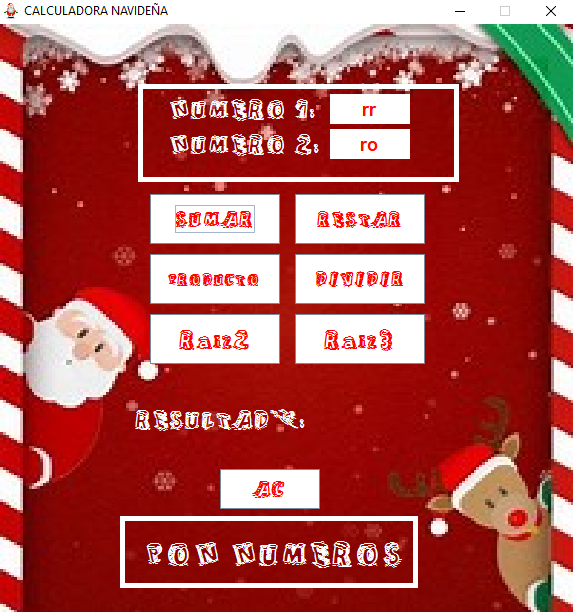 CALCULADORA NAVIDEÑA
NUMERO 1: rr
NUMERO 2: ro
SUMAR RESTAR
PRODUCTO DIVIDIR
Raiz2 Raiz3
RESULTADO:
AC
PON NUMEROS